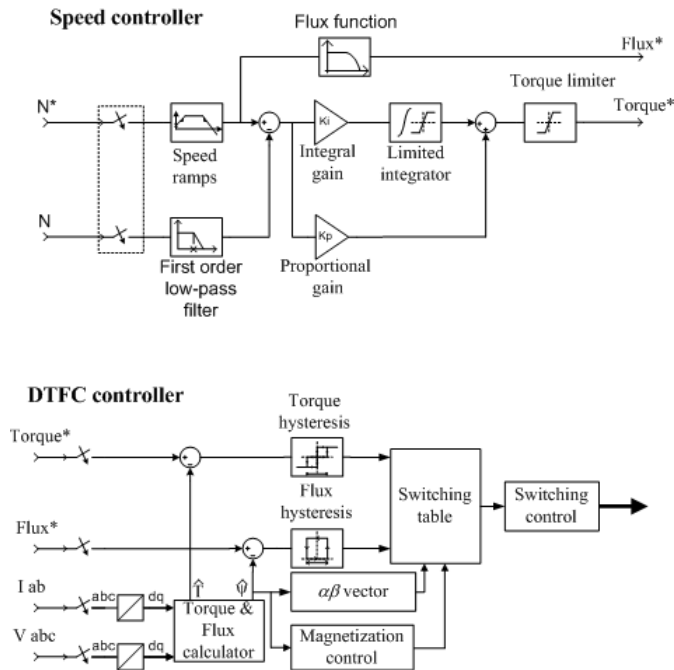 Speed controller
Flux function
Flux*
N*
Speed
ramps
Ki
Integral
gain
Limited
integrator
Torque limiter
Torque*
N
First order
low-pass
filter
Kp
Proportional
gain
DTFC controller
Torque*
Torque
hysteresis
Flux*
Flux
hysteresis
Switching
table
Switching
control
I ab
abc
dq
T̂
ψ̂
αβ vector
V abc
abc
dq
Torque &
Flux
calculator
Magnetization
control